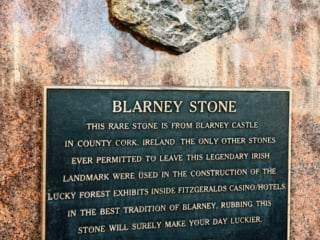 BLARNEY STONE
THIS RARE STONE IS FROM BLARNEY CASTLE
IN COUNTY CORK, IRELAND. THE ONLY OTHER STONES
EVER PERMITTED TO LEAVE THIS LEGENDARY IRISH
LANDMARK WERE USED IN THE CONSTRUCTION OF THE
LUCKY FOREST EXHIBITS INSIDE FITZGERALDS CASINO/HOTELS.
IN THE BEST TRADITION OF BLARNEY, RUBBING THIS
STONE WILL SURELY MAKE YOUR DAY LUCKIER.